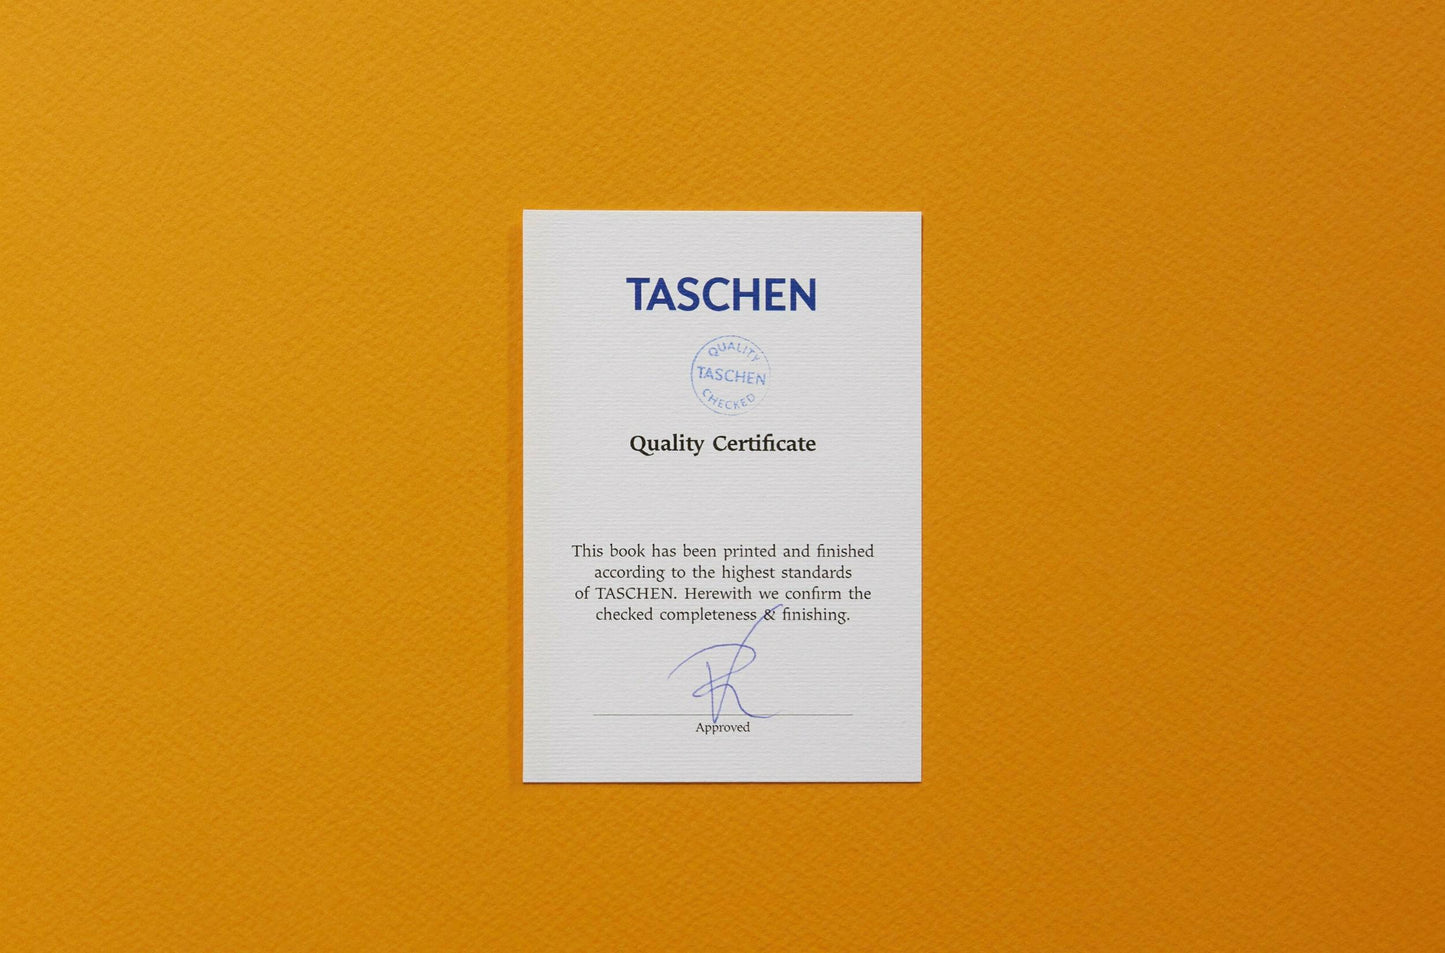 TASCHEN
QUALITY
TASCHEN
CHECKED
Quality Certificate
This book has been printed and finished
according to the highest standards
of TASCHEN. Herewith we confirm the
checked completeness & finishing.
Approved